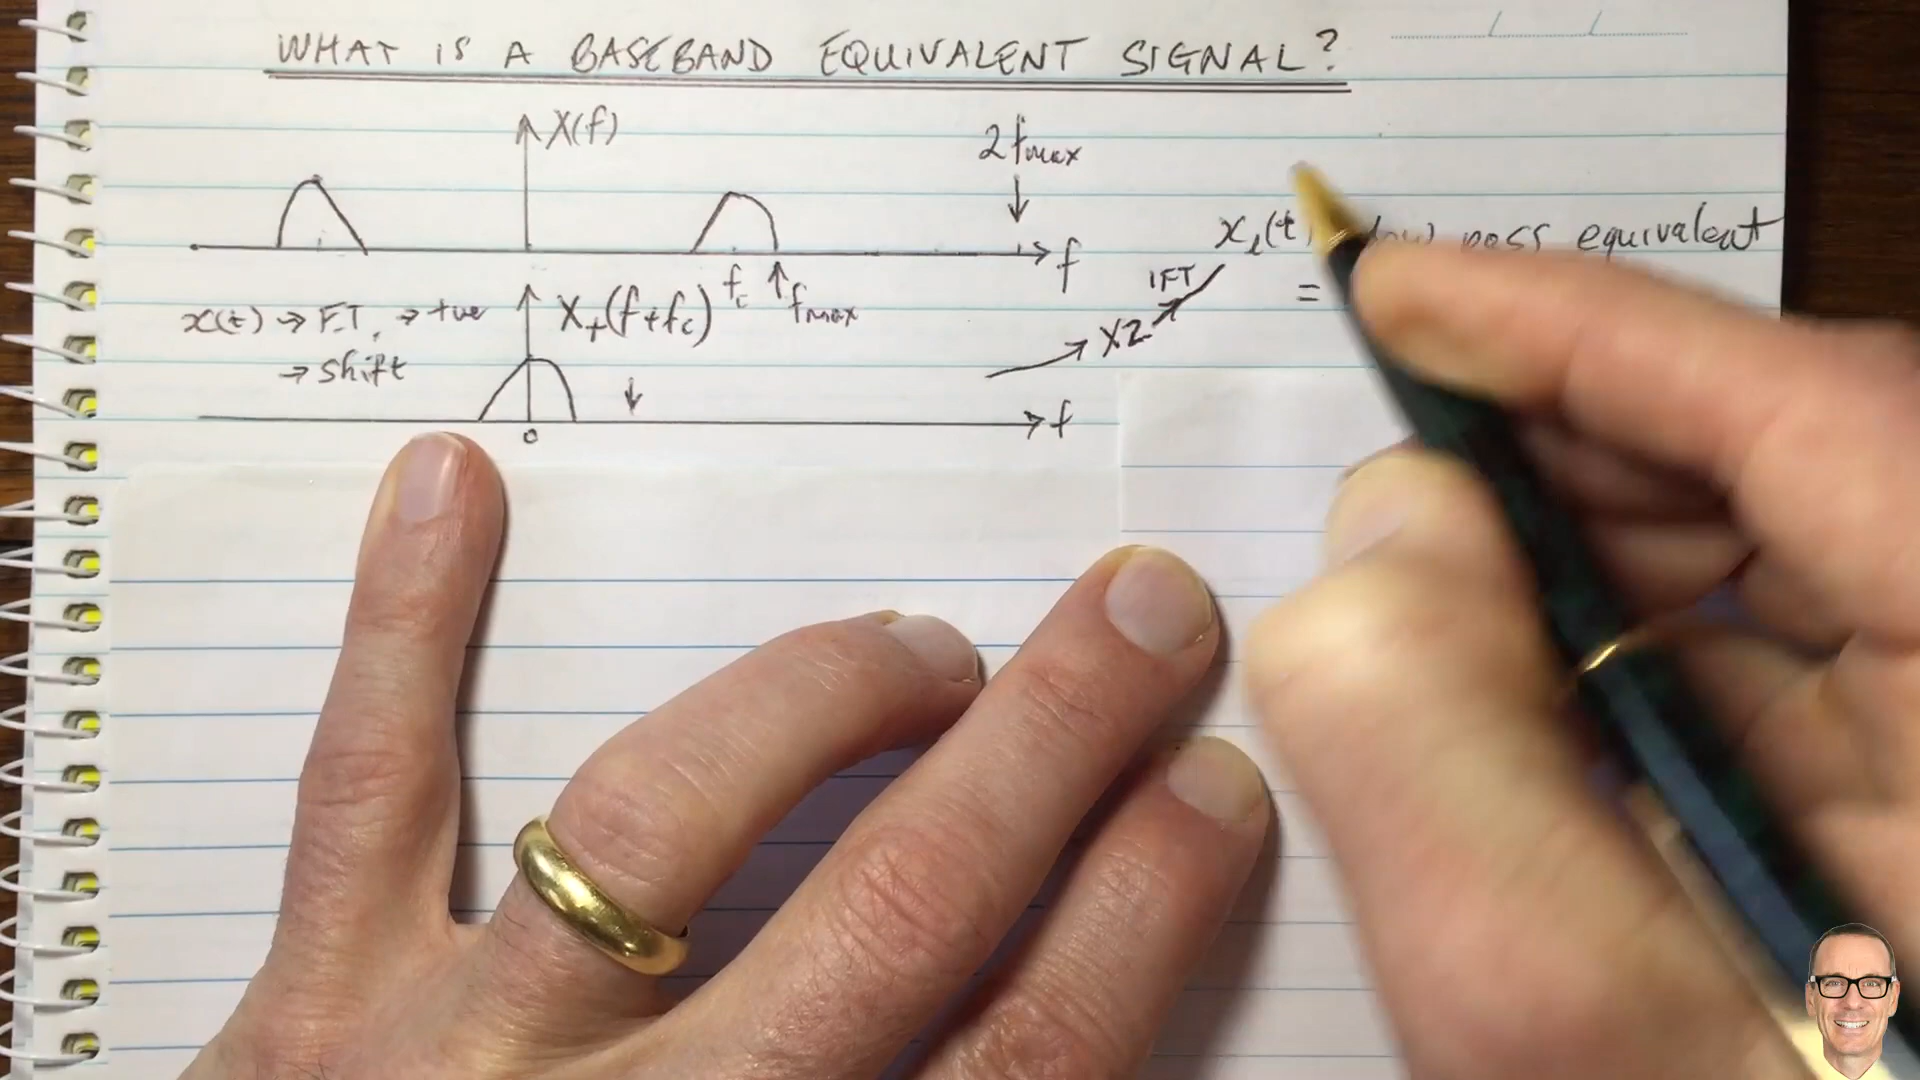 WHAT IS A BASEBAND EQUIVALENT SIGNAL?
X(f)
2fmax
f
fc
fmax
x(t) → F.T. → +ve
→ shift
X+(f+fc)
0
f
X2
IFT
xl(t) pass equivalent
=